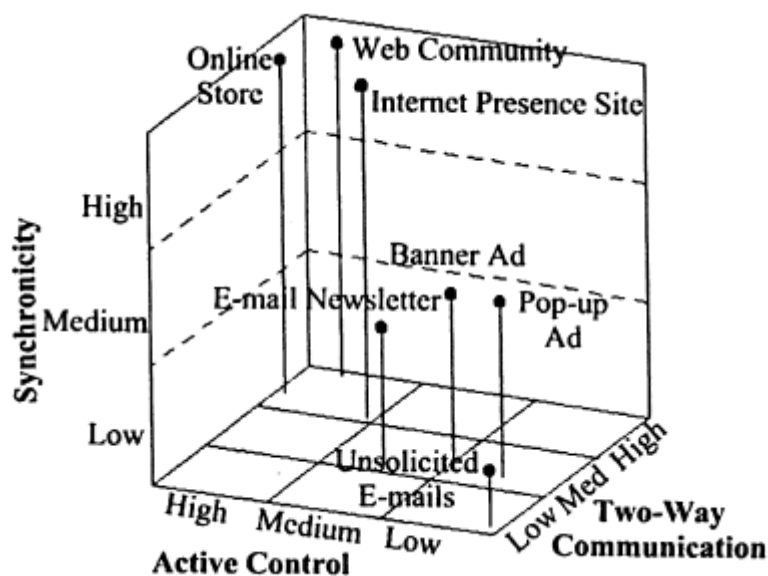 Online
Store
Web Community
Internet Presence Site
High
Banner Ad
E-mail Newsletter
Pop-up
Ad
Medium
Synchronicity
Low
Unsolicited
E-mails
High
Medium
Low
Active Control
Low
Med
High
Two-Way
Communication